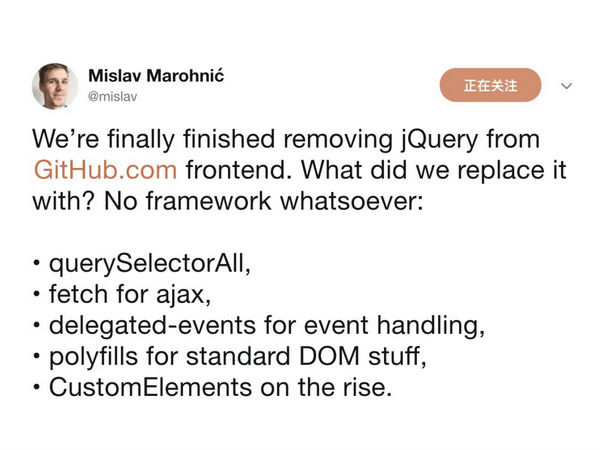 Mislav Marohnić
@mislav
正在关注
We’re finally finished removing jQuery from
GitHub.com frontend. What did we replace it
with? No framework whatsoever:
• querySelectorAll,
• fetch for ajax,
• delegated-events for event handling,
• polyfills for standard DOM stuff,
• CustomElements on the rise.